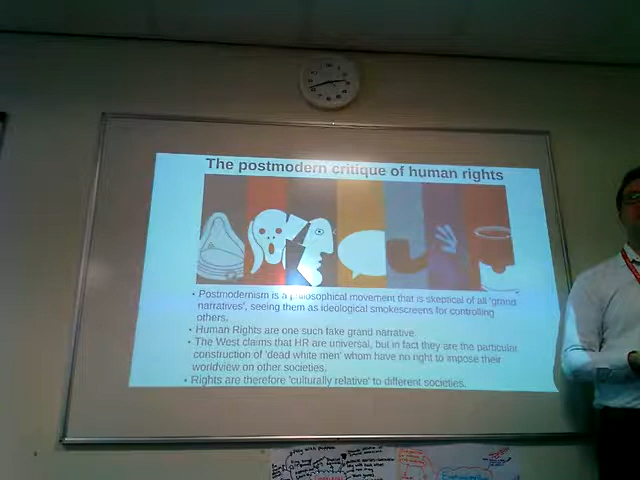 The postmodern critique of human rights
• Postmodernism is a philosophical movement that is skeptical of all 'grand
narratives', seeing them as ideological smokescreens for controlling
others.
• Human Rights are one such fake grand narrative.
• The West claims that HR are universal, but in fact they are the particular
construction of 'dead white men' whom have no right to impose their
worldview on other societies.
• Rights are therefore 'culturally relative' to different societies.